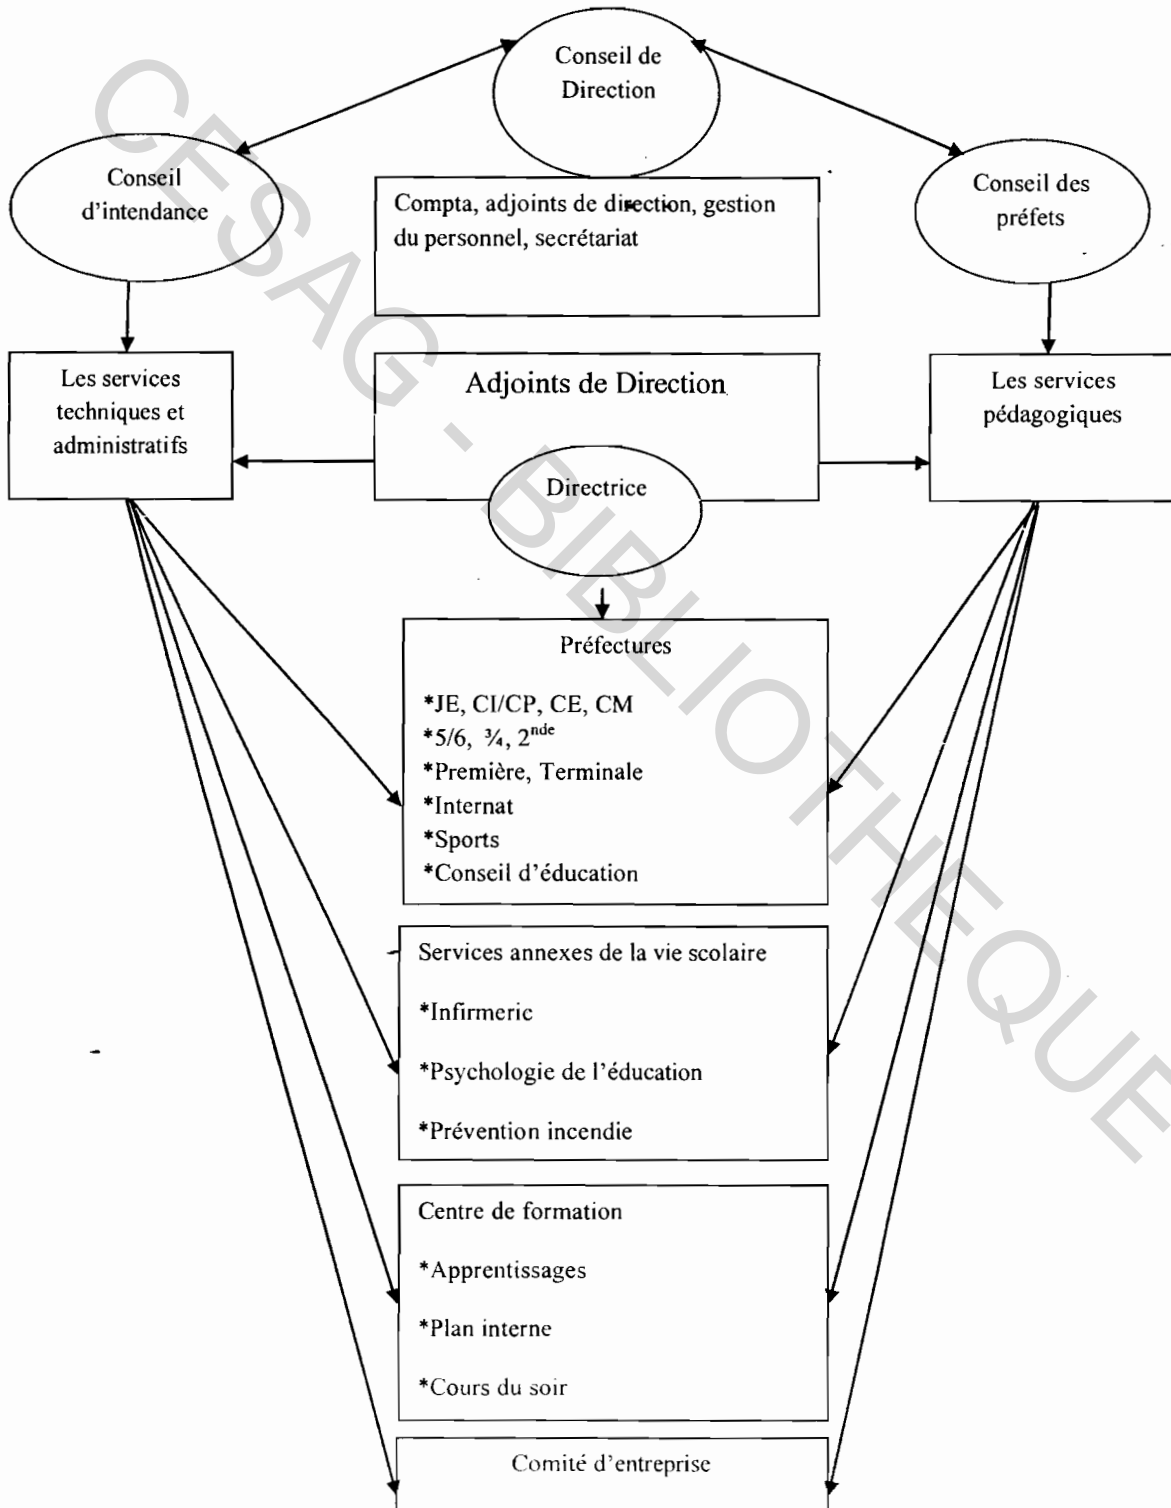 Conseil de
Direction
Conseil
d'intendance
Conseil des
préfets
Compta, adjoints de direction, gestion
du personnel, secrétariat
Les services
techniques et
administratifs
Adjoints de Direction
Directrice
Les services
pédagogiques
Préfectures
*JE, CI/CP, CE, CM
*5/6, ¾, 2nde
*Première, Terminale
*Internat
*Sports
*Conseil d'éducation
Services annexes de la vie scolaire
*Infirmeric
*Psychologie de l'éducation
*Prévention incendie
Centre de formation
*Apprentissages
*Plan interne
*Cours du soir
Comité d'entreprise
CESAG - BIBLIOTHEQUE